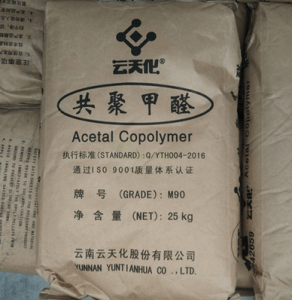 云天化
共聚甲醛
Acetal Copolymer
执行标准(STANDARD):Q/YTH004-2016
通过ISO 9001质量体系认证
牌 号 (GRADE): M90
净 含 量 (NET): 25kg
云南云天化股份有限公司
YUNNAN YUNTIANHUA CO.,LTD.